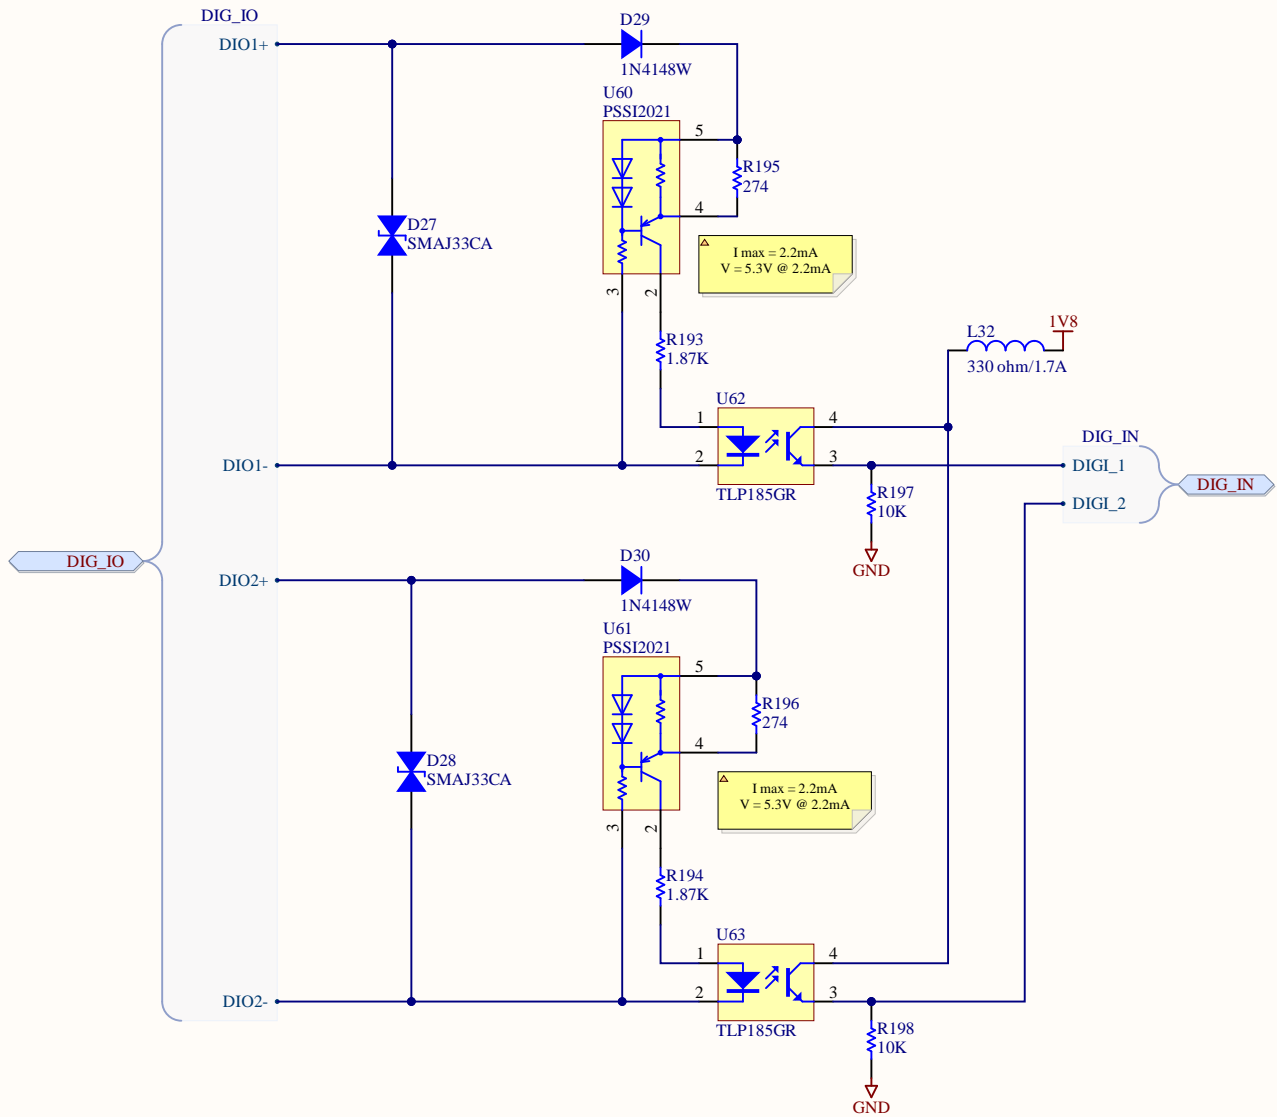 DIG_IO
DIO1+
D29
1N4148W
U60
PSSI2021
5
R195
274
4
D27
SMAJ33CA
I max = 2.2mA
V = 5.3V @ 2.2mA
3
2
R193
1.87K
L32
1V8
330 ohm/1.7A
U62
1
4
2
3
TLP185GR
DIO1-
R197
10K
GND
DIG_IN
DIGI_1
DIGI_2
DIG_IN
DIG_IO
DIO2+
D30
1N4148W
U61
PSSI2021
5
R196
274
4
D28
SMAJ33CA
I max = 2.2mA
V = 5.3V @ 2.2mA
3
2
R194
1.87K
U63
1
4
2
3
TLP185GR
DIO2-
R198
10K
GND